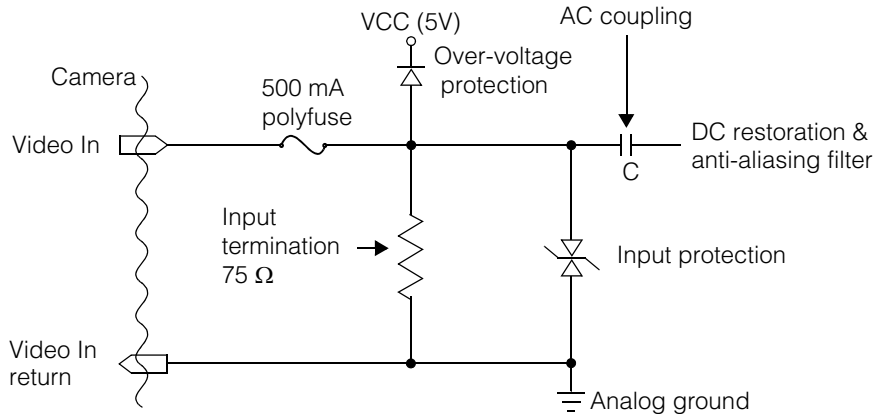 AC coupling
VCC (5V)
Over-voltage
protection
Camera
500 mA
polyfuse
Video In
DC restoration &
anti-aliasing filter
C
Input
termination
75 Ω
Input protection
Video In
return
Analog ground